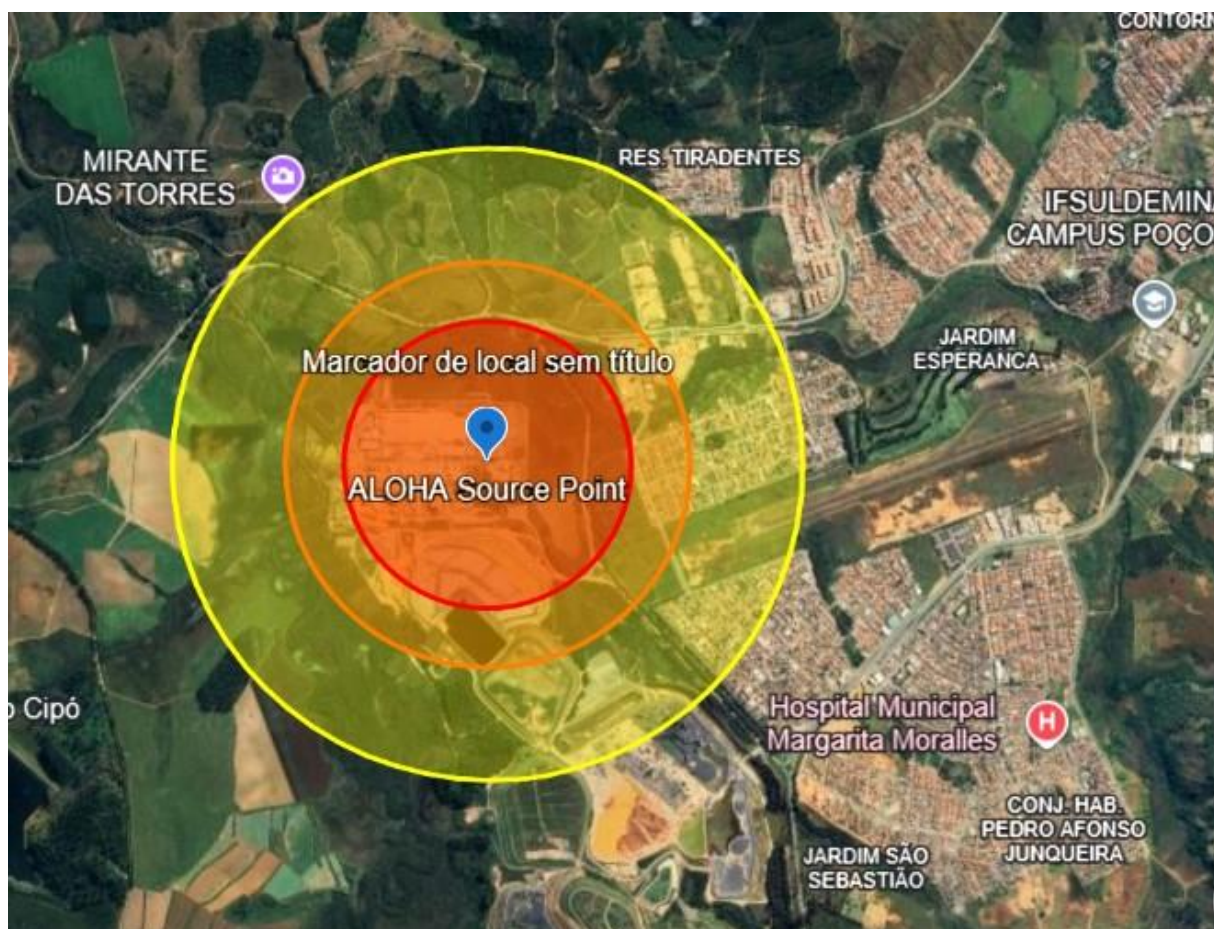 CONTORN
MIRANTE
DAS TORRES
RES. TIRADENTES
IFSULDEMINA
CAMPUS POÇO
JARDIM
ESPERANCA
Marcador de local sem título
ALOHA Source Point
Cipó
Hospital Municipal
Margarita Moralles
H
CONJ. HAB.
PEDRO AFONSO
JUNQUEIRA
JARDIM SÃO
SEBASTIÃO